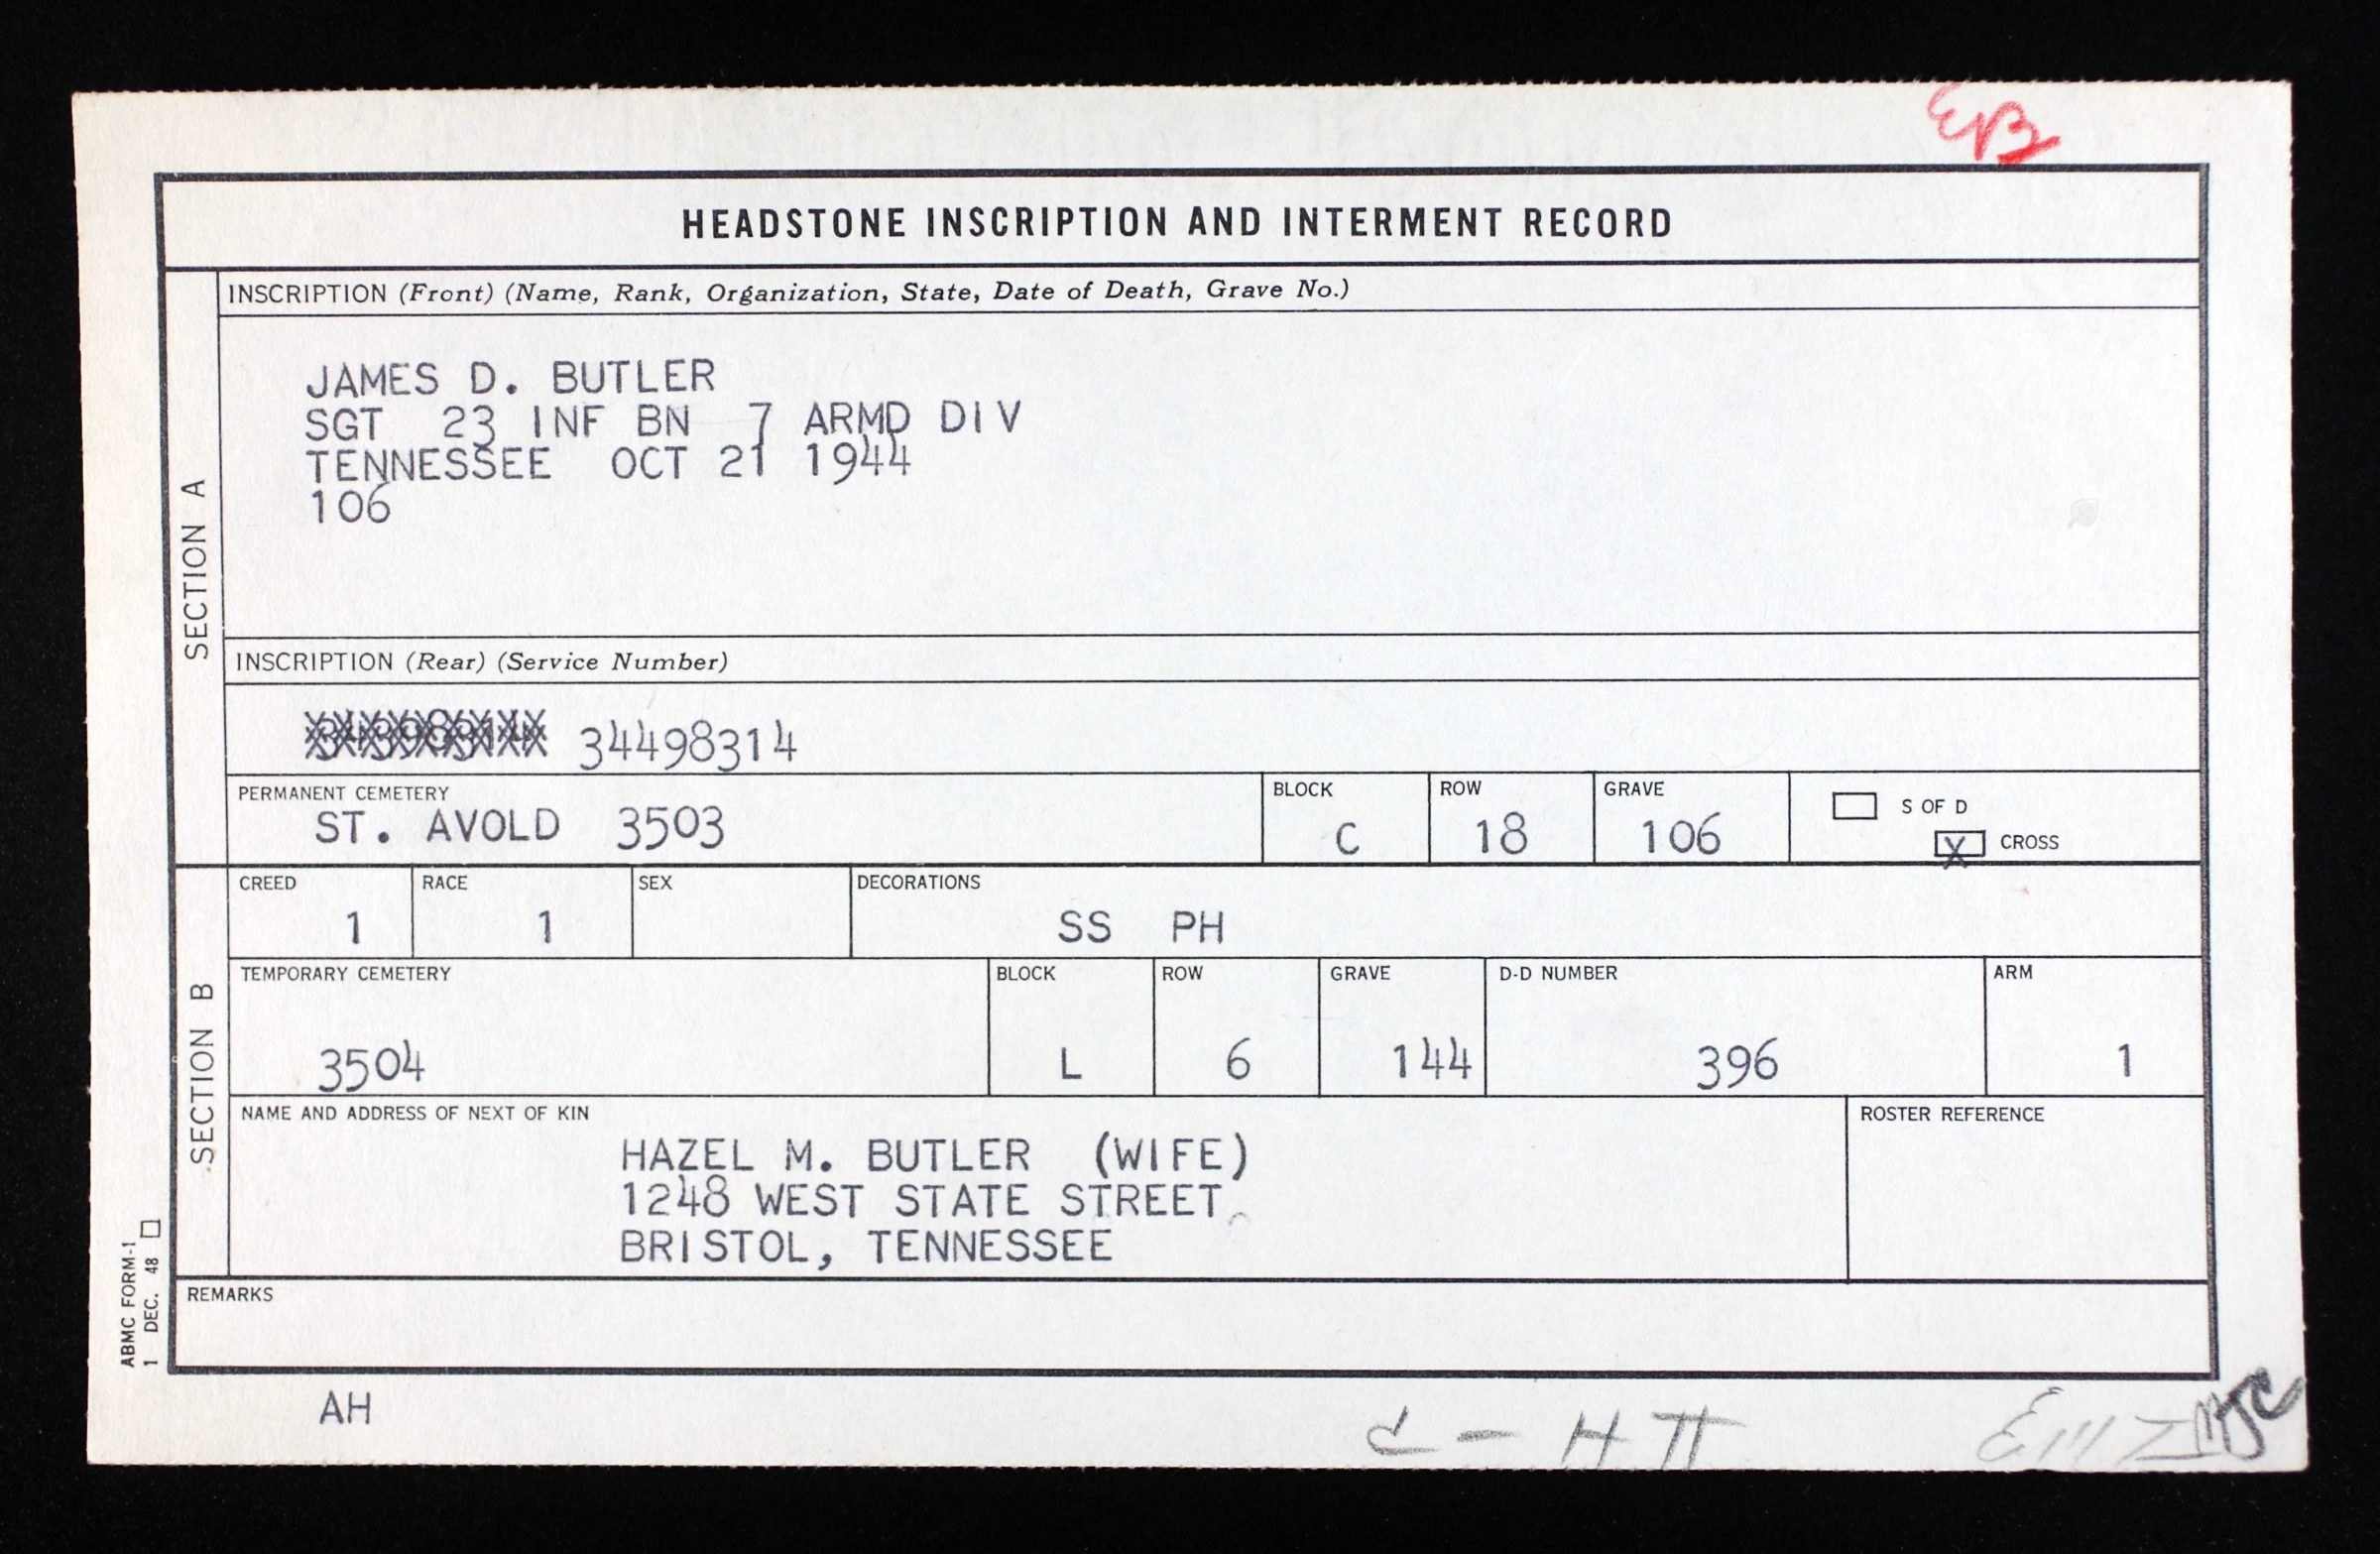 EB
HEADSTONE INSCRIPTION AND INTERMENT RECORD
SECTION A
INSCRIPTION (Front) (Name, Rank, Organization, State, Date of Death, Grave No.)
JAMES D. BUTLER
SGT 23 INF BN 7 ARMD DIV
TENNESSEE OCT 21 1944
106
INSCRIPTION (Rear) (Service Number)
34498314
PERMANENT CEMETERY
ST. AVOLD 3503
BLOCK
C
ROW
18
GRAVE
106
S OF D
X CROSS
SECTION B
CREED
1
RACE
1
SEX
DECORATIONS
SS PH
TEMPORARY CEMETERY
3504
BLOCK
L
ROW
6
GRAVE
144
D-D NUMBER
396
ARM
1
NAME AND ADDRESS OF NEXT OF KIN
HAZEL M. BUTLER (WIFE)
1248 WEST STATE STREET
BRISTOL, TENNESSEE
ROSTER REFERENCE
REMARKS
ABMC FORM-1
1 DEC. 48
AH